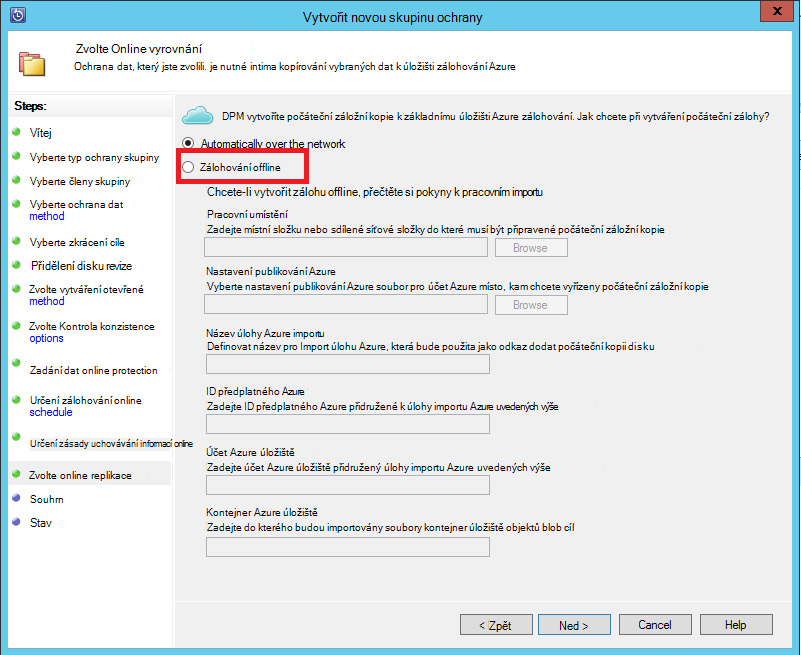 Vytvořit novou skupinu ochrany
X
Zvolte Online vyrovnání
Ochrana dat, který jste zvolili. je nutné intima kopírování vybraných dat k úložišti zálohování Azure
Steps:
Vítej
Vyberte typ ochrany skupiny
Vyberte členy skupiny
Vyberte ochrana dat
method
Vyberte zkrácení cíle
Přidělení disku revize
Zvolte vytváření otevřené
method
Zvolte Kontrola konzistence
options
Zadání dat online protection
Určení zálohování online
schedule
Určení zásady uchovávání informací online
Zvolte online replikace
Souhrn
Stav
DPM vytvoříte počáteční záložní kopie k základnímu úložišti Azure zálohování. Jak chcete při vytváření počáteční zálohy?
Automatically over the network
Zálohování offline
Chcete-li vytvořit zálohu offline, přečtěte si pokyny k pracovním importu
Pracovní umístění
Zadejte místní složku nebo sdílené síťové složky do které musí být připravené počáteční záložní kopie
Browse
Nastavení publikování Azure
Vyberte nastavení publikování Azure soubor pro účet Azure místo, kam chcete vyřízeny počáteční záložní kopie
Browse
Název úlohy Azure importu
Definovat název pro Import úlohu Azure, která bude použita jako odkaz dodat počáteční kopii disku
ID předplatného Azure
Zadejte ID předplatného Azure přidružené k úlohy importu Azure uvedených výše
Účet Azure úložiště
Zadejte účet Azure úložiště přidružený úlohy importu Azure uvedených výše
Kontejner Azure úložiště
Zadejte do kterého budou importovány soubory kontejner úložiště objektů blob cíl
< Zpět
Ned >
Cancel
Help